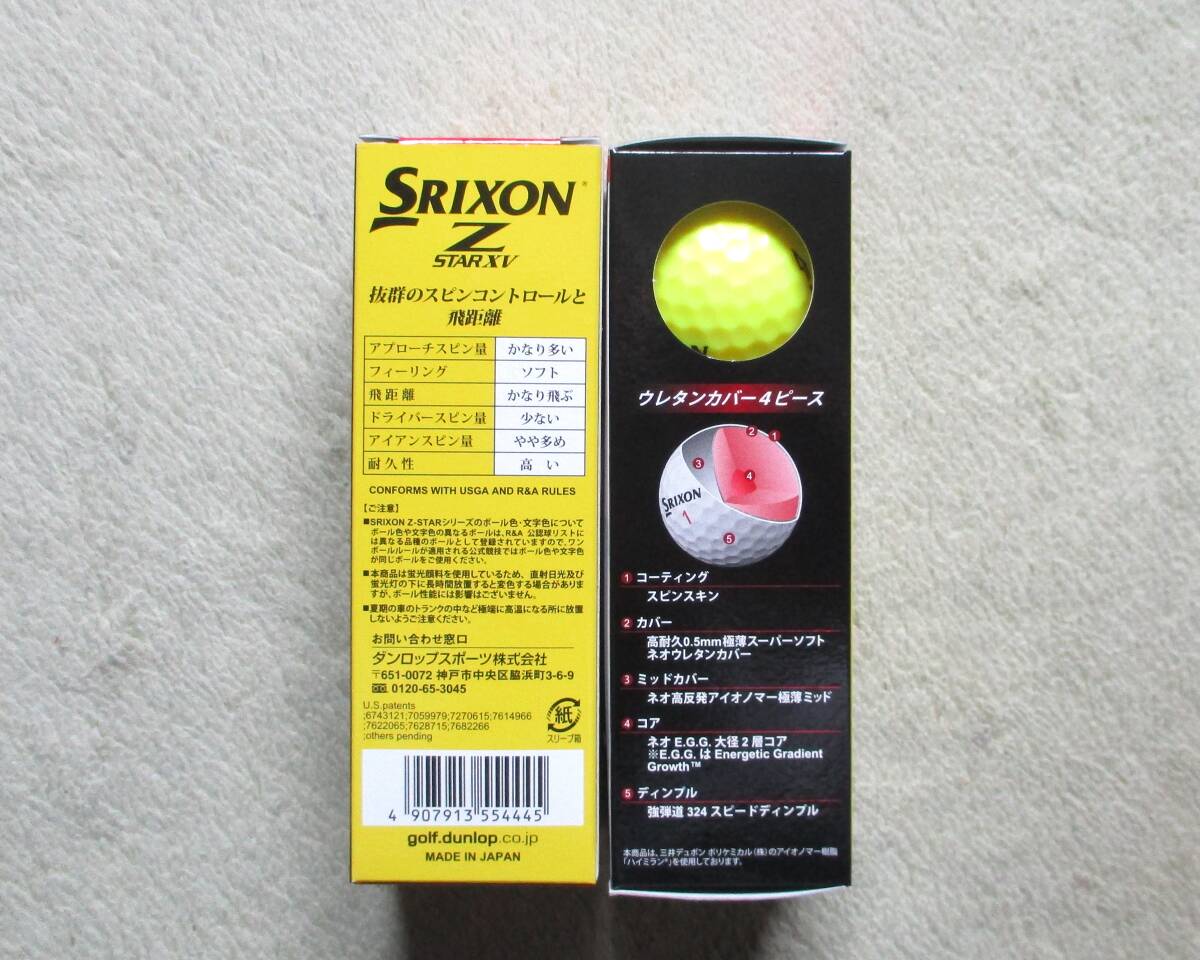 SRIXON®
Z
STAR XV
抜群のスピンコントロールと
飛距離
アプローチスピン量 かなり多い
フィーリング ソフト
飛距離 かなり飛ぶ
ドライバースピン量 少ない
アイアンスピン量 やや多め
耐久性 高い
CONFORMS WITH USGA AND R&A RULES
【ご注意】
■SRIXON Z-STARシリーズのボール色・文字色について
ボール色や文字色の異なるボールは、R&A 公認球リストに
は異なる品種のボールとして登録されていますので、ワン
ボールルールが適用される公式競技ではボール色や文字色
が同じボールをご使用ください。
■本商品は蛍光顔料を使用しているため、直射日光及び
蛍光灯の下に長時間放置すると変色する場合がありま
すが、ボール性能には影響はございません。
■夏期の車のトランクの中など極端に高温になる所に放置
しないようご注意ください。
お問い合わせ窓口
ダンロップスポーツ株式会社
〒651-0072 神戸市中央区脇浜町3-6-9
0120-65-3045
U.S.patents
;6743121;7059979;7270615;7614966
;7622065;7628715;7682266
;others pending
紙
スリーブ箱
4 907913 554445
golf.dunlop.co.jp
MADE IN JAPAN
ウレタンカバー4ピース
2 1
3
4
SRIXON
1
5
1 コーティング
スピンスキン
2 カバー
高耐久0.5mm極薄スーパーソフト
ネオウレタンカバー
3 ミッドカバー
ネオ高反発アイオノマー極薄ミッド
4 コア
ネオ E.G.G. 大径2層コア
※E.G.G. は Energetic Gradient
Growth™
5 ディンプル
強弾道 324 スピードディンプル
本商品は、三井デュポン ポリケミカル(株)のアイオノマー樹脂
「ハイミラン®」を使用しております。